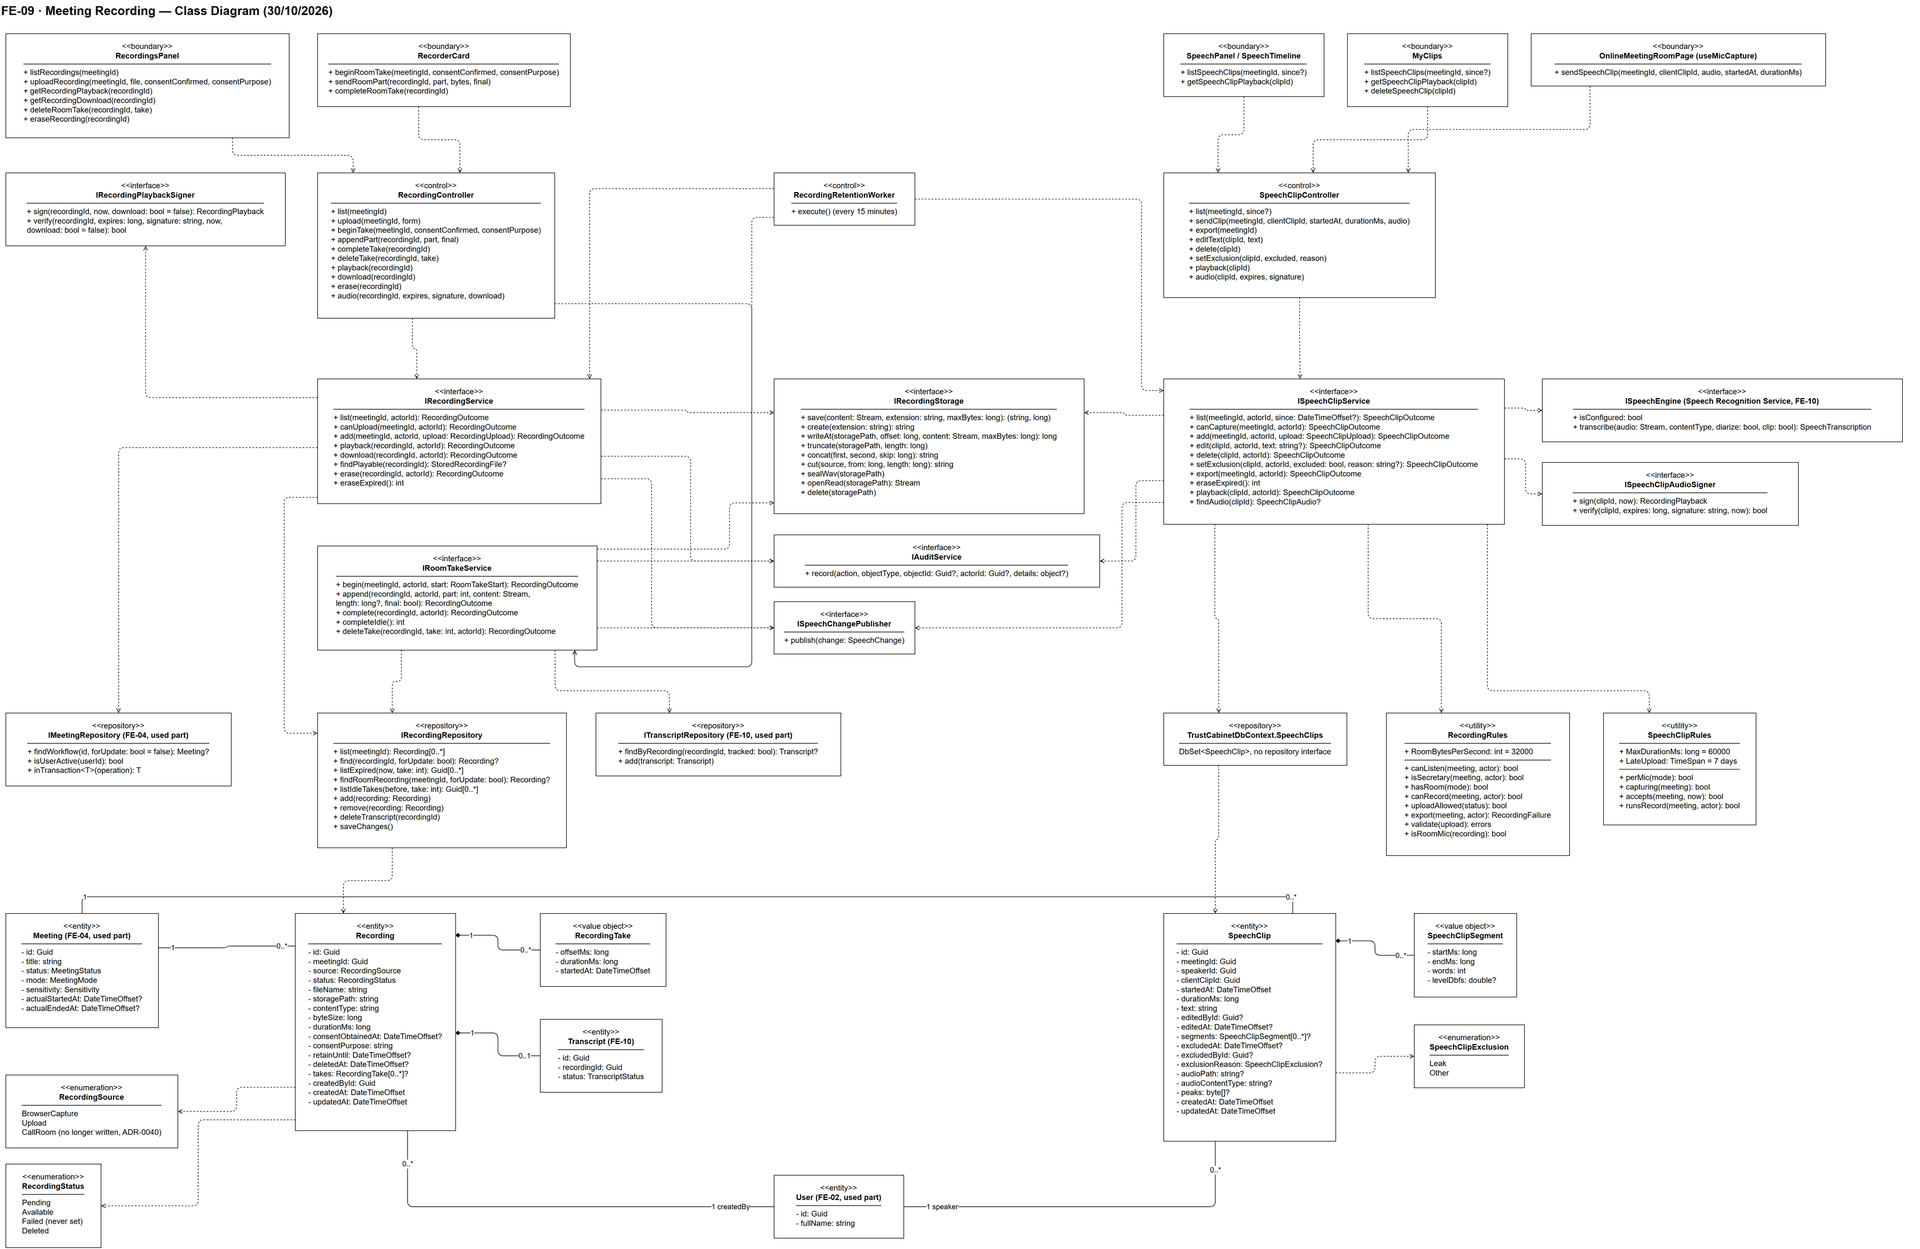 FE-09 · Meeting Recording — Class Diagram (30/10/2026)
<<boundary>>
RecordingsPanel
+ listRecordings(meetingId)
+ uploadRecording(meetingId, file, consentConfirmed, consentPurpose)
+ getRecordingPlayback(recordingId)
+ getRecordingDownload(recordingId)
+ deleteRoomTake(recordingId, take)
+ eraseRecording(recordingId)
<<boundary>>
RecorderCard
+ beginRoomTake(meetingId, consentConfirmed, consentPurpose)
+ sendRoomPart(recordingId, part, bytes, final)
+ completeRoomTake(recordingId)
<<boundary>>
SpeechPanel / SpeechTimeline
+ listSpeechClips(meetingId, since?)
+ getSpeechClipPlayback(clipId)
<<boundary>>
MyClips
+ listSpeechClips(meetingId, since?)
+ getSpeechClipPlayback(clipId)
+ deleteSpeechClip(clipId)
<<boundary>>
OnlineMeetingRoomPage (useMicCapture)
+ sendSpeechClip(meetingId, clientClipId, audio, startedAt, durationMs)
<<interface>>
IRecordingPlaybackSigner
+ sign(recordingId, now, download: bool = false): RecordingPlayback
+ verify(recordingId, expires: long, signature: string, now,
download: bool = false): bool
<<control>>
RecordingController
+ list(meetingId)
+ upload(meetingId, form)
+ beginTake(meetingId, consentConfirmed, consentPurpose)
+ appendPart(recordingId, part, final)
+ completeTake(recordingId)
+ deleteTake(recordingId, take)
+ playback(recordingId)
+ download(recordingId)
+ erase(recordingId)
+ audio(recordingId, expires, signature, download)
<<control>>
RecordingRetentionWorker
+ execute() (every 15 minutes)
<<control>>
SpeechClipController
+ list(meetingId, since?)
+ sendClip(meetingId, clientClipId, startedAt, durationMs, audio)
+ export(meetingId)
+ editText(clipId, text)
+ delete(clipId)
+ setExclusion(clipId, excluded, reason)
+ playback(clipId)
+ audio(clipId, expires, signature)
<<interface>>
IRecordingService
+ list(meetingId, actorId): RecordingOutcome
+ canUpload(meetingId, actorId): RecordingOutcome
+ add(meetingId, actorId, upload: RecordingUpload): RecordingOutcome
+ playback(recordingId, actorId): RecordingOutcome
+ download(recordingId, actorId): RecordingOutcome
+ findPlayable(recordingId): StoredRecordingFile?
+ erase(recordingId, actorId): RecordingOutcome
+ eraseExpired(): int
<<interface>>
IRecordingStorage
+ save(content: Stream, extension: string, maxBytes: long): (string, long)
+ create(extension: string): string
+ writeAt(storagePath, offset: long, content: Stream, maxBytes: long): long
+ truncate(storagePath, length: long)
+ concat(first, second, skip: long): string
+ cut(source, from: long, length: long): string
+ sealWav(storagePath)
+ openRead(storagePath): Stream
+ delete(storagePath)
<<interface>>
ISpeechClipService
+ list(meetingId, actorId, since: DateTimeOffset?): SpeechClipOutcome
+ canCapture(meetingId, actorId): SpeechClipOutcome
+ add(meetingId, actorId, upload: SpeechClipUpload): SpeechClipOutcome
+ edit(clipId, actorId, text: string?): SpeechClipOutcome
+ delete(clipId, actorId): SpeechClipOutcome
+ setExclusion(clipId, actorId, excluded: bool, reason: string?): SpeechClipOutcome
+ export(meetingId, actorId): SpeechClipOutcome
+ eraseExpired(): int
+ playback(clipId, actorId): SpeechClipOutcome
+ findAudio(clipId): SpeechClipAudio?
<<interface>>
ISpeechEngine (Speech Recognition Service, FE-10)
+ isConfigured: bool
+ transcribe(audio: Stream, contentType, diarize: bool, clip: bool): SpeechTranscription
<<interface>>
ISpeechClipAudioSigner
+ sign(clipId, now): RecordingPlayback
+ verify(clipId, expires: long, signature: string, now): bool
<<interface>>
IRoomTakeService
+ begin(meetingId, actorId, start: RoomTakeStart): RecordingOutcome
+ append(recordingId, actorId, part: int, content: Stream,
length: long?, final: bool): RecordingOutcome
+ complete(recordingId, actorId): RecordingOutcome
+ completeIdle(): int
+ deleteTake(recordingId, take: int, actorId): RecordingOutcome
<<interface>>
IAuditService
+ record(action, objectType, objectId: Guid?, actorId: Guid?, details: object?)
<<interface>>
ISpeechChangePublisher
+ publish(change: SpeechChange)
<<repository>>
IMeetingRepository (FE-04, used part)
+ findWorkflow(id, forUpdate: bool = false): Meeting?
+ isUserActive(userId): bool
+ inTransaction<T>(operation): T
<<repository>>
IRecordingRepository
+ list(meetingId): Recording[0..*]
+ find(recordingId, forUpdate: bool): Recording?
+ listExpired(now, take: int): Guid[0..*]
+ findRoomRecording(meetingId, forUpdate: bool): Recording?
+ listIdleTakes(before, take: int): Guid[0..*]
+ add(recording: Recording)
+ remove(recording: Recording)
+ deleteTranscript(recordingId)
+ saveChanges()
<<repository>>
ITranscriptRepository (FE-10, used part)
+ findByRecording(recordingId, tracked: bool): Transcript?
+ add(transcript: Transcript)
<<repository>>
TrustCabinetDbContext.SpeechClips
DbSet<SpeechClip>, no repository interface
<<utility>>
RecordingRules
+ RoomBytesPerSecond: int = 32000
+ canListen(meeting, actor): bool
+ isSecretary(meeting, actor): bool
+ hasRoom(mode): bool
+ canRecord(meeting, actor): bool
+ uploadAllowed(status): bool
+ export(meeting, actor): RecordingFailure
+ validate(upload): errors
+ isRoomMic(recording): bool
<<utility>>
SpeechClipRules
+ MaxDurationMs: long = 60000
+ LateUpload: TimeSpan = 7 days
+ perMic(mode): bool
+ capturing(meeting): bool
+ accepts(meeting, now): bool
+ runsRecord(meeting, actor): bool
1
0..*
<<entity>>
Meeting (FE-04, used part)
- id: Guid
- title: string
- status: MeetingStatus
- mode: MeetingMode
- sensitivity: Sensitivity
- actualStartedAt: DateTimeOffset?
- actualEndedAt: DateTimeOffset?
1
0..*
<<entity>>
Recording
- id: Guid
- meetingId: Guid
- source: RecordingSource
- status: RecordingStatus
- fileName: string
- storagePath: string
- contentType: string
- byteSize: long
- durationMs: long
- consentObtainedAt: DateTimeOffset?
- consentPurpose: string
- retainUntil: DateTimeOffset?
- deletedAt: DateTimeOffset?
- takes: RecordingTake[0..*]?
- createdById: Guid
- createdAt: DateTimeOffset
- updatedAt: DateTimeOffset
1
0..*
<<value object>>
RecordingTake
- offsetMs: long
- durationMs: long
- startedAt: DateTimeOffset
1
0..1
<<entity>>
Transcript (FE-10)
- id: Guid
- recordingId: Guid
- status: TranscriptStatus
<<entity>>
SpeechClip
- id: Guid
- meetingId: Guid
- speakerId: Guid
- clientClipId: Guid
- startedAt: DateTimeOffset
- durationMs: long
- text: string
- editedById: Guid?
- editedAt: DateTimeOffset?
- segments: SpeechClipSegment[0..*]?
- excludedAt: DateTimeOffset?
- excludedById: Guid?
- exclusionReason: SpeechClipExclusion?
- audioPath: string?
- audioContentType: string?
- peaks: byte[]?
- createdAt: DateTimeOffset
- updatedAt: DateTimeOffset
1
0..*
<<value object>>
SpeechClipSegment
- startMs: long
- endMs: long
- words: int
- levelDbfs: double?
<<enumeration>>
SpeechClipExclusion
Leak
Other
<<enumeration>>
RecordingSource
BrowserCapture
Upload
CallRoom (no longer written, ADR-0040)
<<enumeration>>
RecordingStatus
Pending
Available
Failed (never set)
Deleted
0..*
1 createdBy
<<entity>>
User (FE-02, used part)
- id: Guid
- fullName: string
1 speaker
0..*